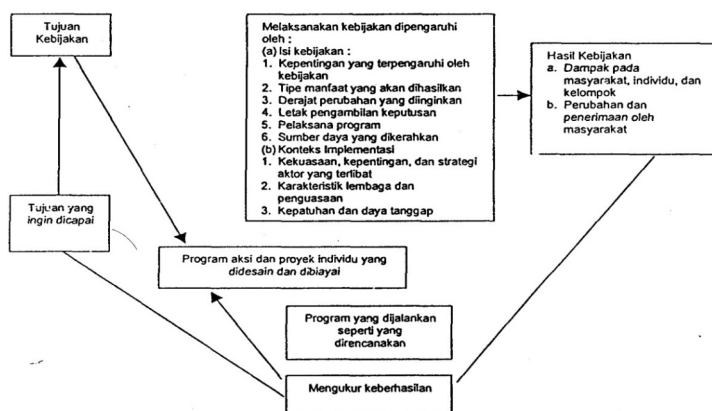 Tujuan
Kebijakan
Melaksanakan kebijakan dipengaruhi
oleh :
(a) Isi kebijakan :
1. Kepentingan yang terpengaruhi oleh
kebijakan
2. Tipe manfaat yang akan dihasilkan
3. Derajat perubahan yang diinginkan
4. Letak pengambilan keputusan
5. Pelaksana program
6. Sumber daya yang dikerahkan
(b) Konteks Implementasi
1. Kekuasaan, kepentingan, dan strategi
aktor yang terlibat
2. Karakteristik lembaga dan
penguasaan
3. Kepatuhan dan daya tanggap
Hasil Kebijakan
a. Dampak pada
masyarakat, individu, dan
kelompok
b. Perubahan dan
penerimaan oleh
masyarakat
Tujuan yang
ingin dicapai
Program aksi dan proyek individu yang
didesain dan dibiayai
Program yang dijalankan
seperti yang
direncanakan
Mengukur keberhasilan